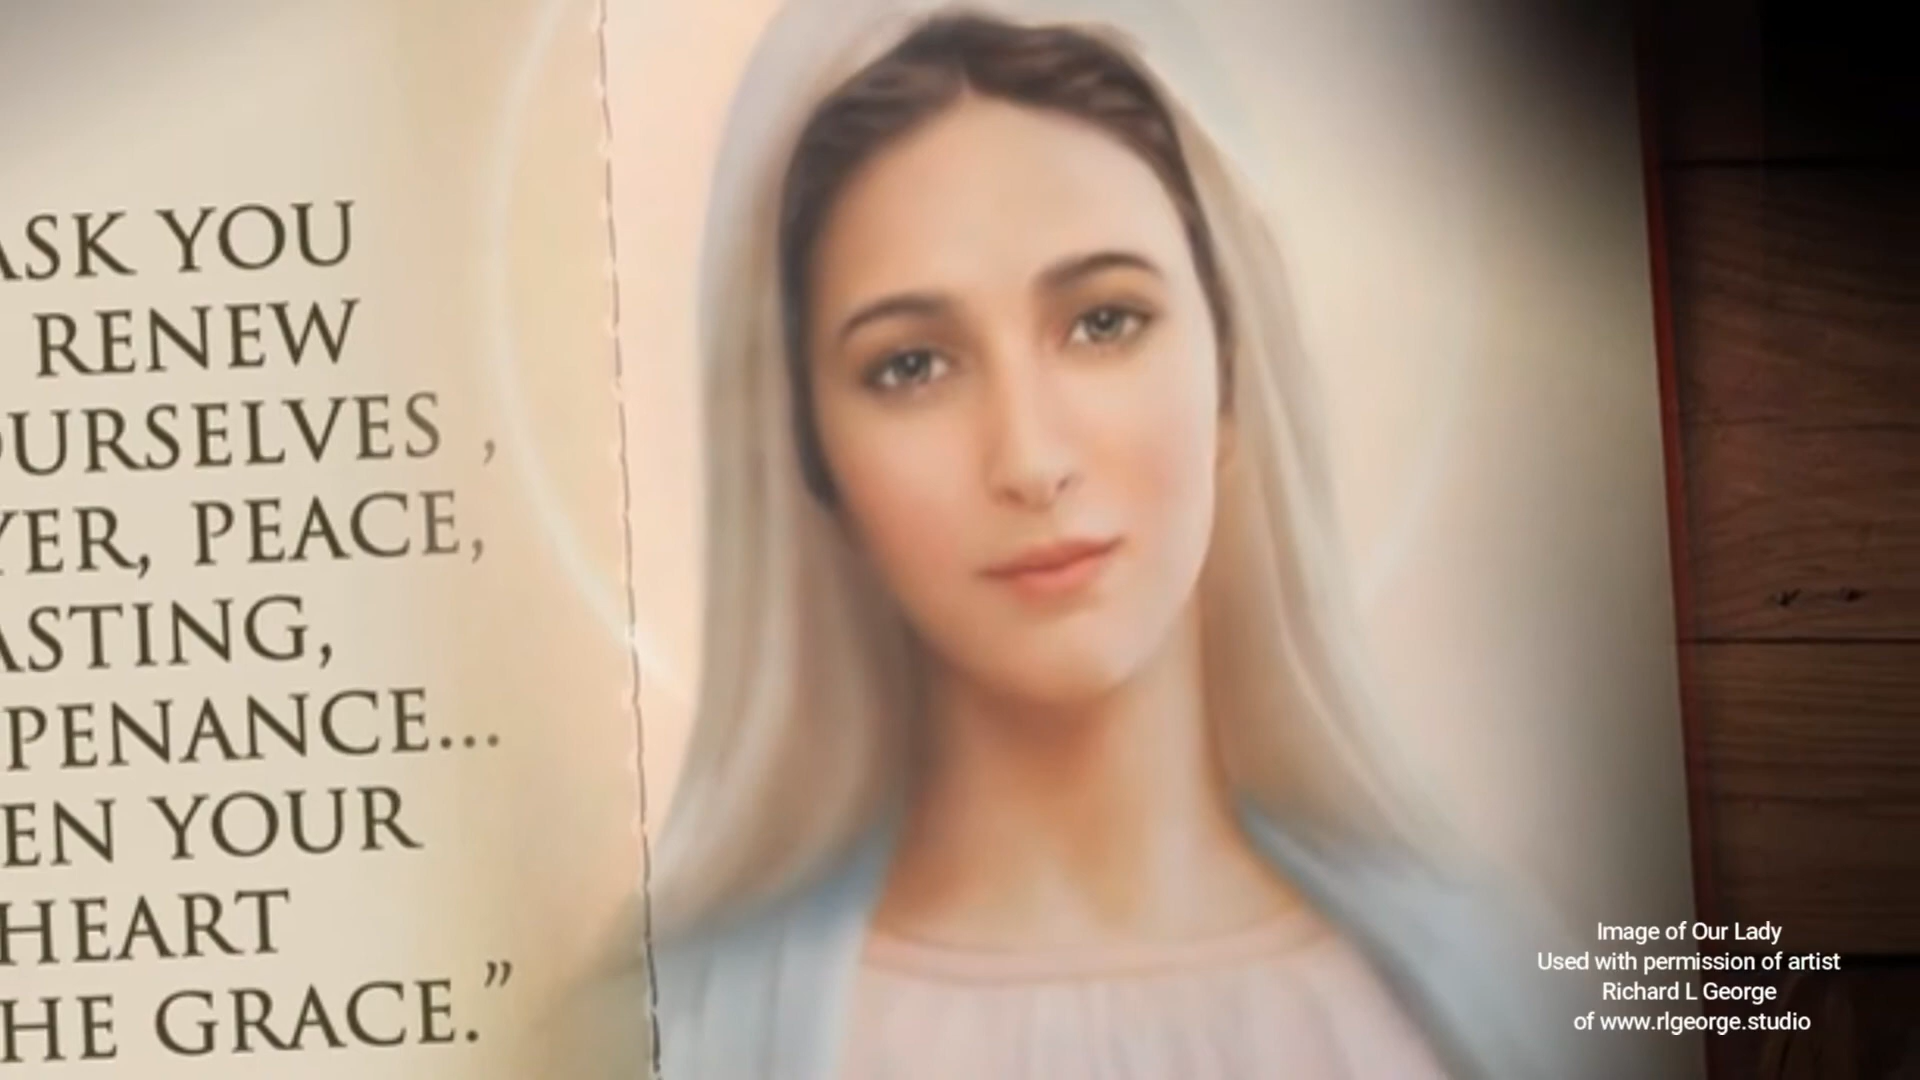 ASK YOU
RENEW
OURSELVES ,
YER, PEACE,
ASTING,
PENANCE...
EN YOUR
HEART
HE GRACE.”
Image of Our Lady
Used with permission of artist
Richard L George
of www.rlgeorge.studio